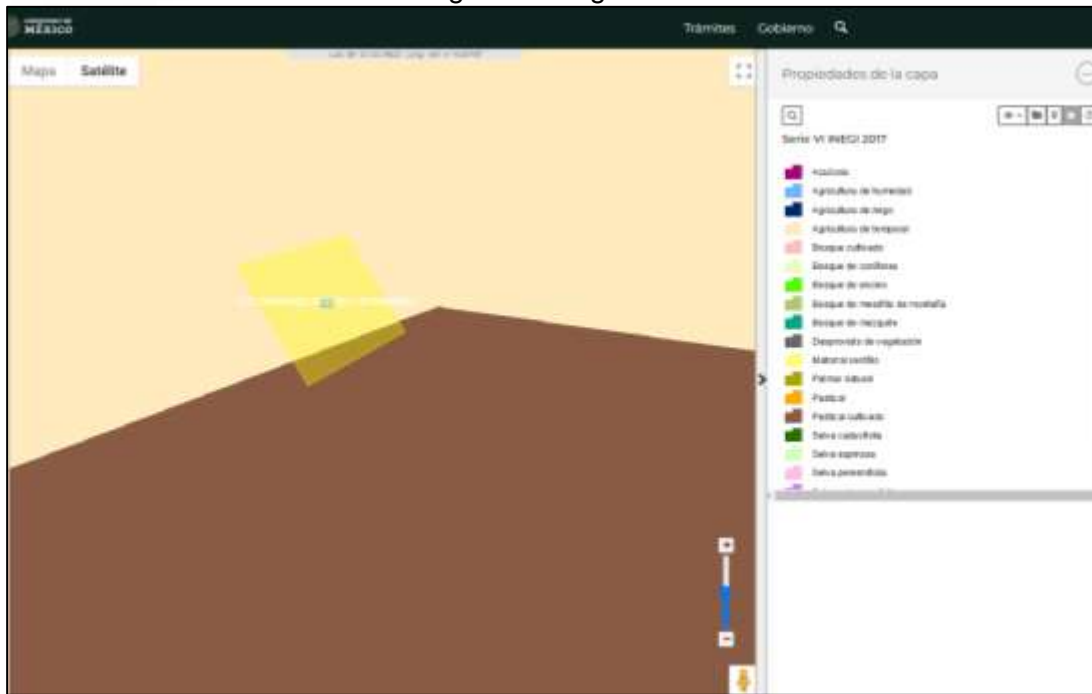 GOBIERNO DE
MÉXICO
Trámites Gobierno
Mapa Satélite
Propiedades de la capa
Serie VI INEGI 2017
Acuícola
Agricultura de humedad
Agricultura de riego
Agricultura de temporal
Bosque cultivado
Bosque de coníferas
Bosque de encino
Bosque de mesófilo de montaña
Bosque de mezquite
Desprovisto de vegetación
Matorral xerófilo
Palmar natural
Pastizal
Pastizal cultivado
Selva caducifolia
Selva espinosa
Selva perennifolia